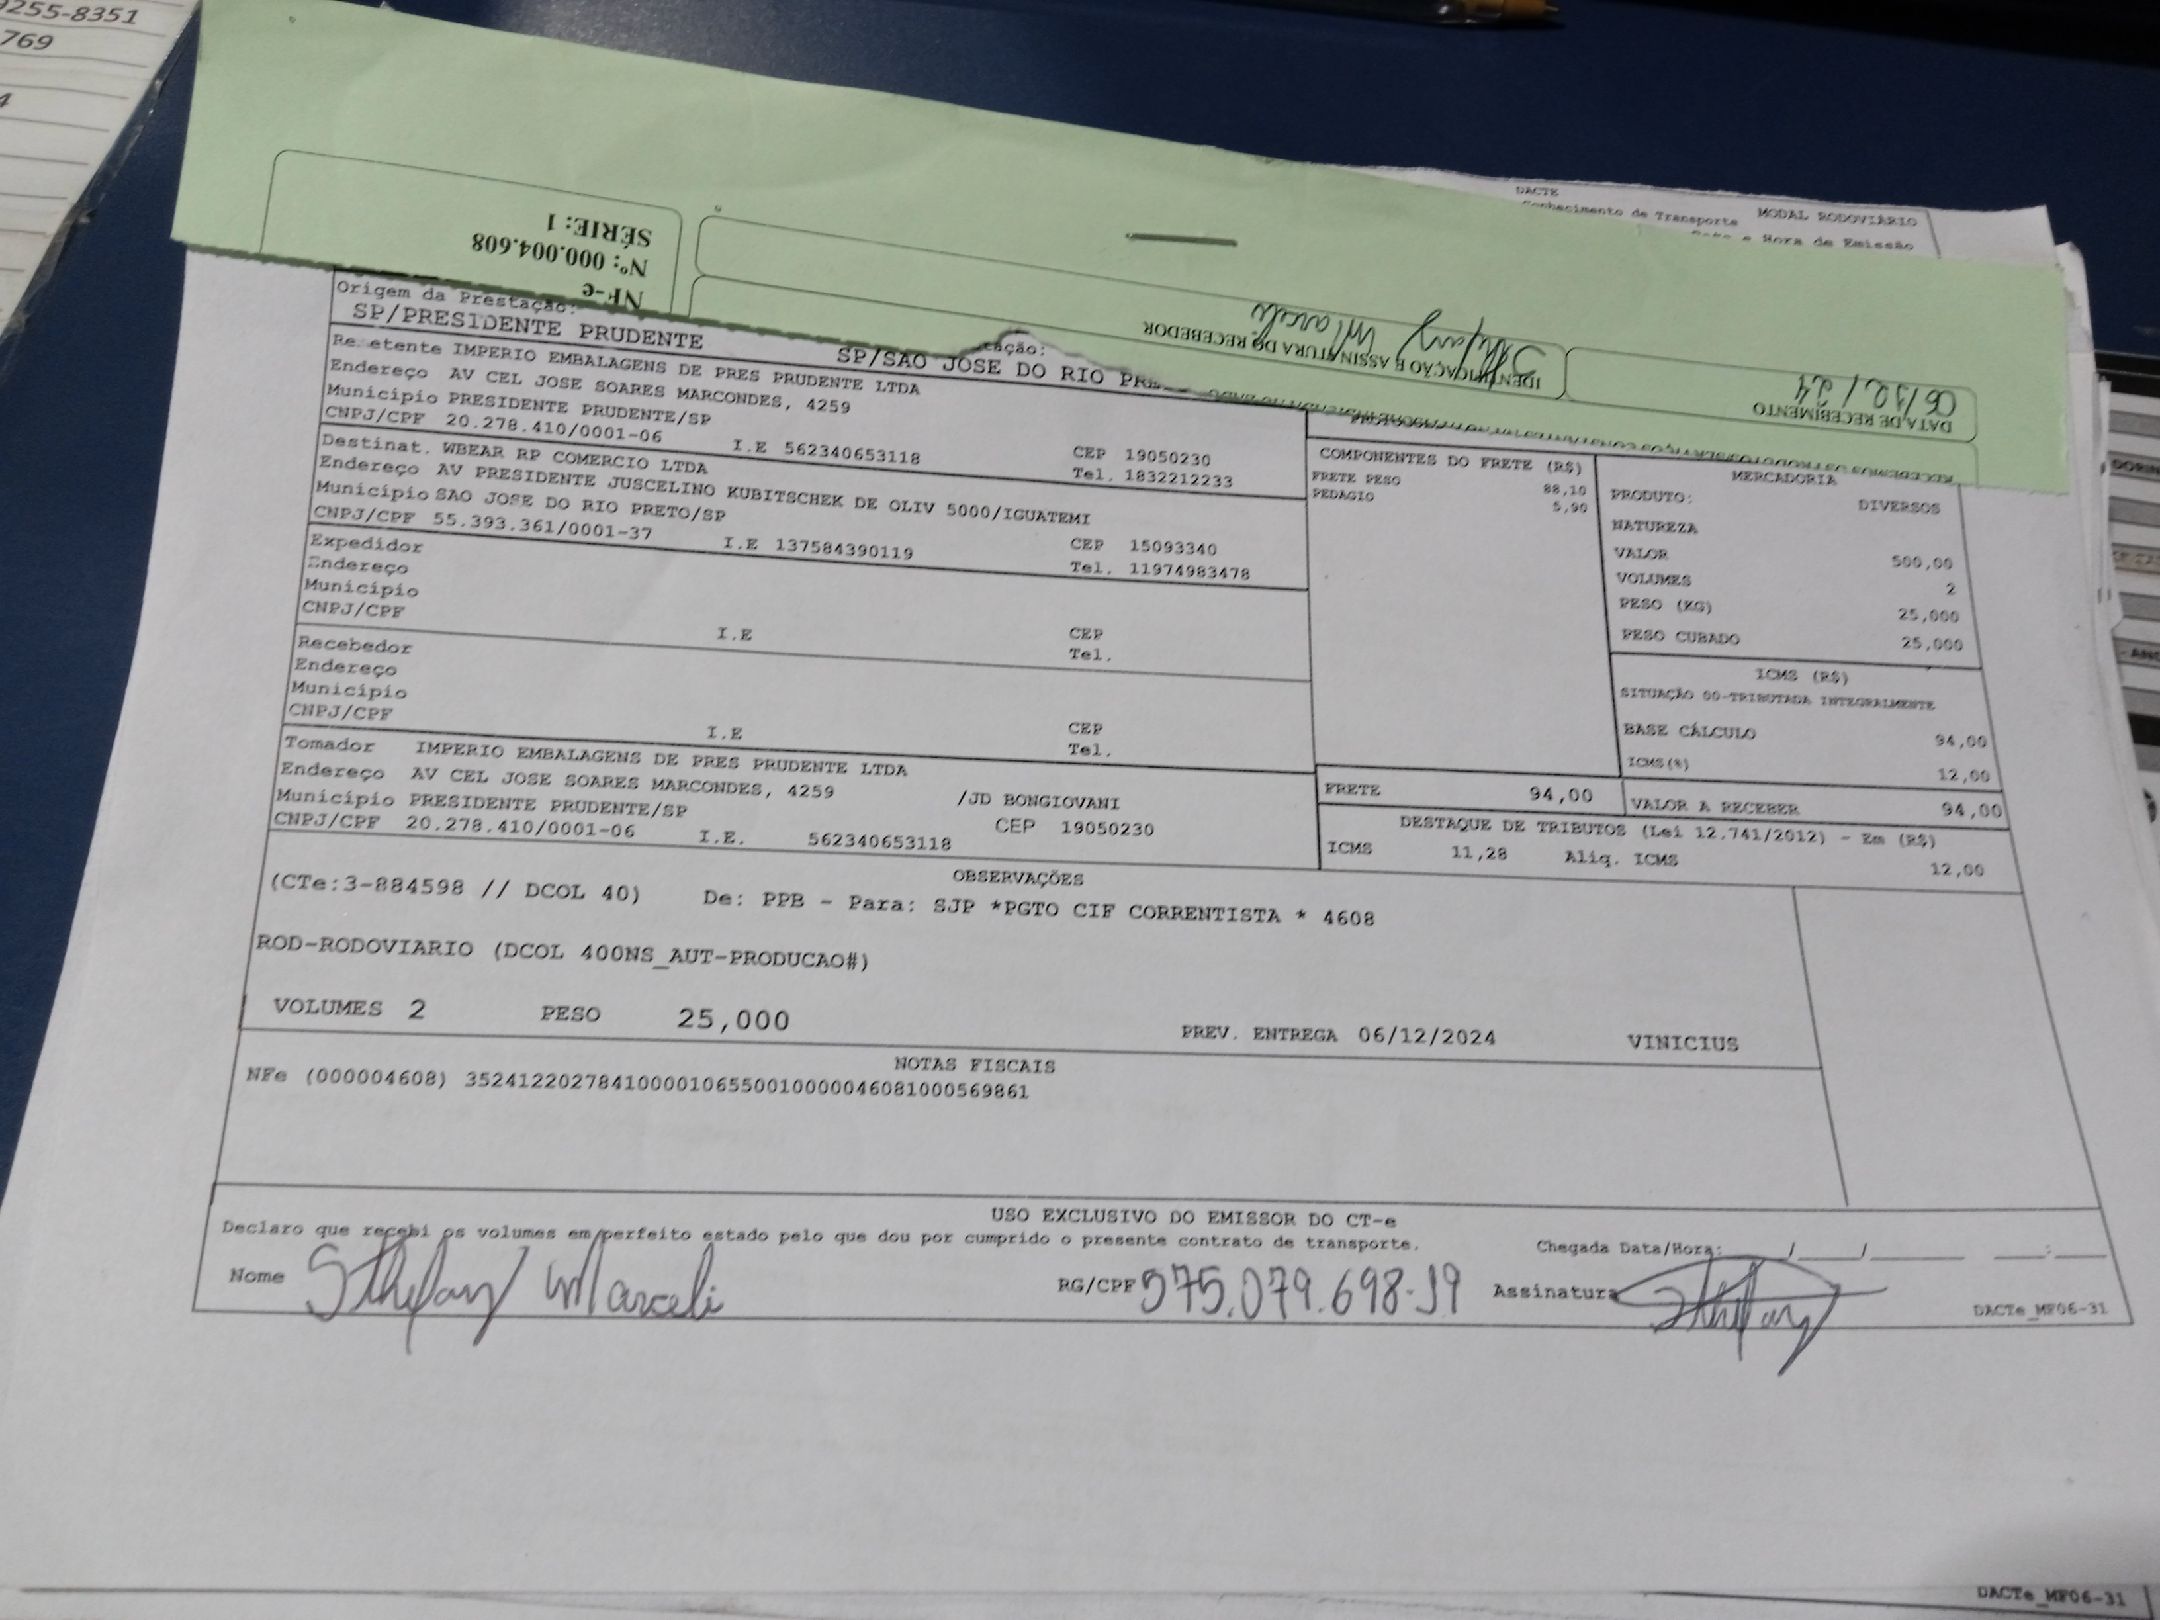 9255-8351
769
4
DACTE
Conhecimento de Transporte MODAL RODOVIÁRIO
e Hora de Emissão
NF-e
Nº: 000.004.608
SÉRIE: 1
DATA DE RECEBIMENTO
06/12/24
IDENTIFICAÇÃO E ASSINATURA DO RECEBEDOR
Sthefany Marceli
Origem da Prestação:
SP/PRESIDENTE PRUDENTE
SP/SAO JOSE DO RIO
Remetente IMPERIO EMBALAGENS DE PRES PRUDENTE LTDA
Endereço AV CEL JOSE SOARES MARCONDES, 4259
Município PRESIDENTE PRUDENTE/SP CEP 19050230
CNPJ/CPF 20.278.410/0001-06 I.E 562340653118 Tel. 1832212233
Destinat. WBEAR RP COMERCIO LTDA
Endereço AV PRESIDENTE JUSCELINO KUBITSCHEK DE OLIV 5000/IGUATEMI
Município SAO JOSE DO RIO PRETO/SP CEP 15093340
CNPJ/CPF 55.393.361/0001-37 I.E 137584390119 Tel. 11974983478
Expedidor
Endereço
Município CEP
CNPJ/CPF I.E Tel.
Recebedor
Endereço
Município CEP
CNPJ/CPF I.E Tel.
Tomador IMPERIO EMBALAGENS DE PRES PRUDENTE LTDA
Endereço AV CEL JOSE SOARES MARCONDES, 4259 /JD BONGIOVANI
Município PRESIDENTE PRUDENTE/SP CEP 19050230
CNPJ/CPF 20.278.410/0001-06 I.E. 562340653118
COMPONENTES DO FRETE (R$)
FRETE PESO 88,10
PEDAGIO 5,90
MERCADORIA
PRODUTO: DIVERSOS
NATUREZA
VALOR 500,00
VOLUMES 2
PESO (KG) 25,000
PESO CUBADO 25,000
ICMS (R$)
SITUAÇÃO 00-TRIBUTADA INTEGRALMENTE
BASE CÁLCULO 94,00
ICMS(%) 12,00
FRETE 94,00 VALOR A RECEBER 94,00
DESTAQUE DE TRIBUTOS (Lei 12.741/2012) - Em (R$)
ICMS 11,28 Aliq. ICMS 12,00
OBSERVAÇÕES
(CTe:3-884598 // DCOL 40) De: PPB - Para: SJP *PGTO CIF CORRENTISTA * 4608
ROD-RODOVIARIO (DCOL 400NS_AUT-PRODUCAO#)
VOLUMES 2 PESO 25,000 PREV. ENTREGA 06/12/2024 VINICIUS
NOTAS FISCAIS
NFe (000004608) 35241220278410000106550010000046081000569861
USO EXCLUSIVO DO EMISSOR DO CT-e
Declaro que recebi os volumes em perfeito estado pelo que dou por cumprido o presente contrato de transporte.
Chegada Data/Hora: / / :
Nome Sthefany Marceli RG/CPF 575.079.698-19 Assinatura Sthefany
DACTe_MF06-31
DACTe_MF06-31